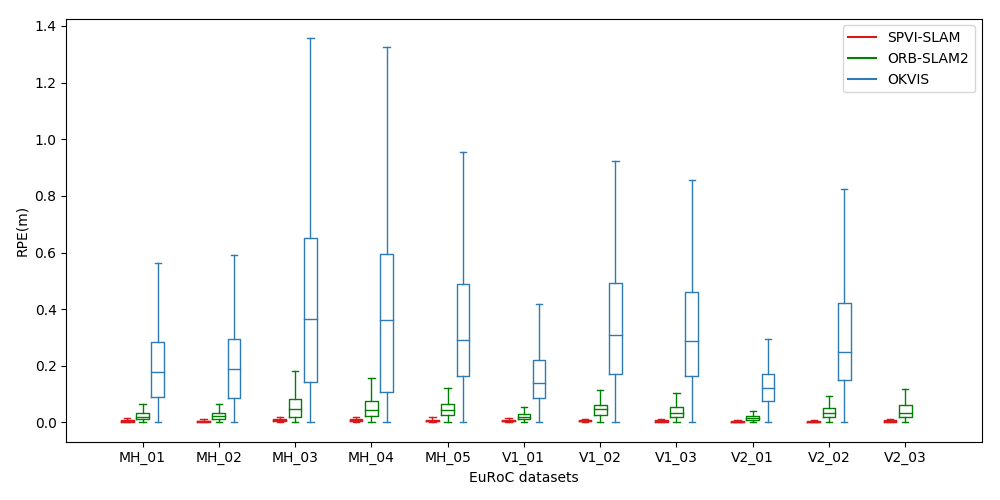 1.4
1.2
1.0
0.8
0.6
0.4
0.2
0.0
RPE(m)
SPVI-SLAM
ORB-SLAM2
OKVIS
MH_01 MH_02 MH_03 MH_04 MH_05 V1_01 V1_02 V1_03 V2_01 V2_02 V2_03
EuRoC datasets